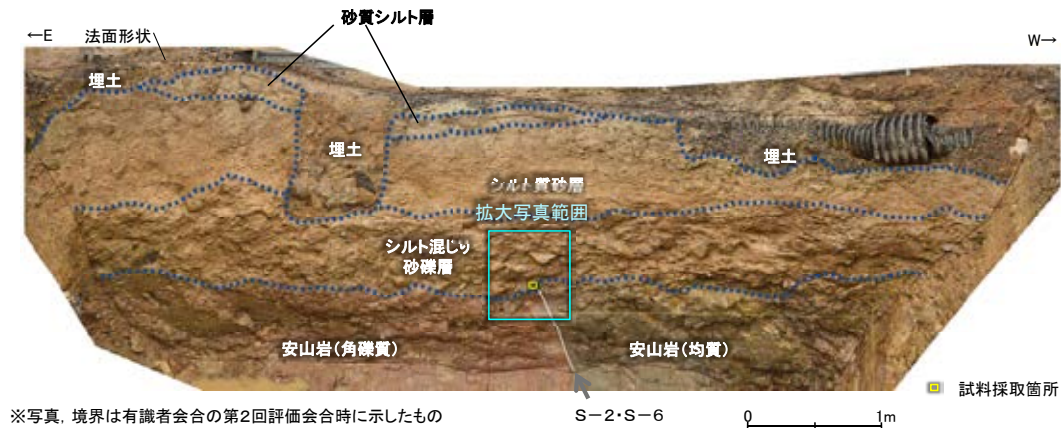 砂質シルト層
←E
法面形状
W→
埋土
埋土
埋土
シルト質砂層
拡大写真範囲
シルト混じり
砂礫層
安山岩(角礫質)
安山岩(均質)
試料採取箇所
※写真，境界は有識者会合の第2回評価会合時に示したもの
S－2・S－6
0
1m